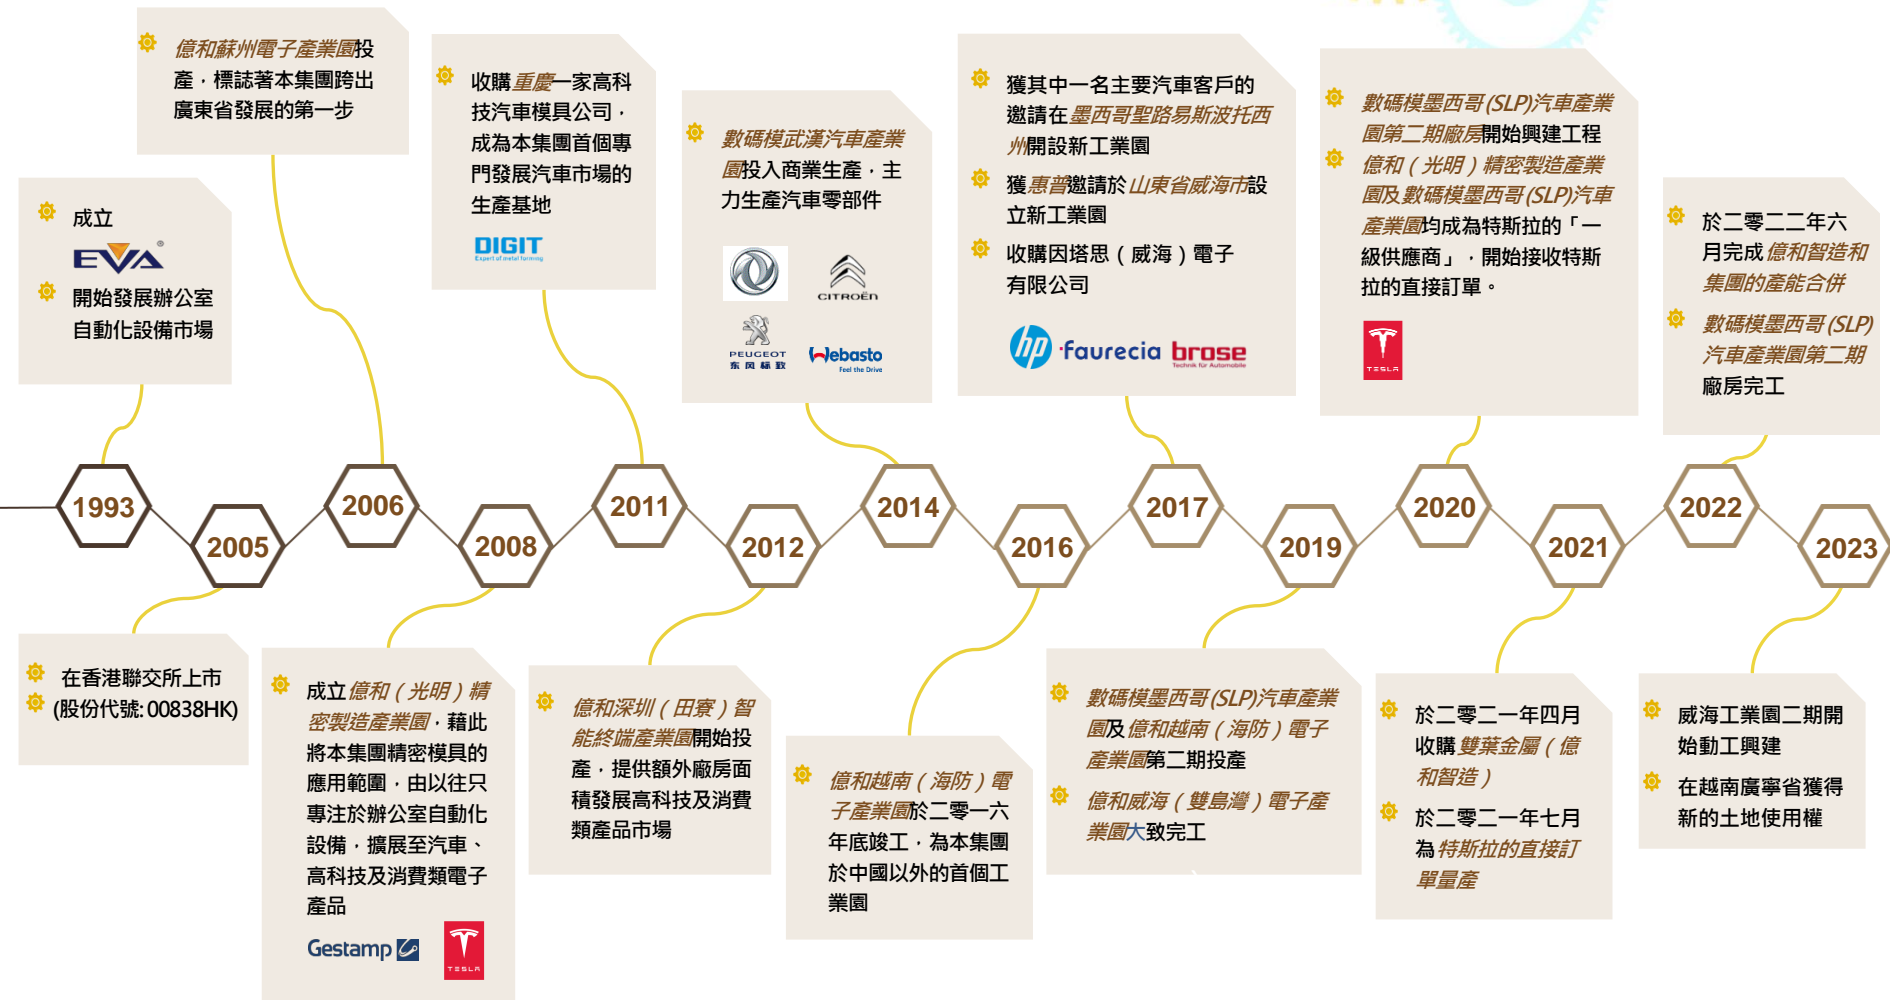 億和蘇州電子產業園投
產，標誌著本集團跨出
廣東省發展的第一步
收購重慶一家高科
技汽車模具公司，
成為本集團首個專
門發展汽車市場的
生產基地
DIGIT
Expert of metal forming
數碼模武漢汽車產業
園投入商業生產，主
力生產汽車零部件
CITROËN
PEUGEOT
东风标致
Webasto
Feel the Drive
獲其中一名主要汽車客戶的
邀請在墨西哥聖路易斯波托西
州開設新工業園
獲惠普邀請於山東省威海市設
立新工業園
收購因塔思（威海）電子
有限公司
hp
faurecia
brose
Technik für Automobile
數碼模墨西哥(SLP)汽車產業
園第二期廠房開始興建工程
億和（光明）精密製造產業
園及數碼模墨西哥(SLP)汽車
產業園均成為特斯拉的「一
級供應商」，開始接收特斯
拉的直接訂單。
TESLA
成立
EVA®
開始發展辦公室
自動化設備市場
於二零二二年六
月完成億和智造和
集團的產能合併
數碼模墨西哥(SLP)
汽車產業園第二期
廠房完工
1993
2005
2006
2008
2011
2012
2014
2016
2017
2019
2020
2021
2022
2023
在香港聯交所上市
(股份代號: 00838HK)
成立億和（光明）精
密製造產業園，藉此
將本集團精密模具的
應用範圍，由以往只
專注於辦公室自動化
設備，擴展至汽車、
高科技及消費類電子
產品
Gestamp
TESLA
億和深圳（田寮）智
能終端產業園開始投
產，提供額外廠房面
積發展高科技及消費
類產品市場
億和越南（海防）電
子產業園於二零一六
年底竣工，為本集團
於中國以外的首個工
業園
數碼模墨西哥(SLP)汽車產業
園及億和越南（海防）電子
產業園第二期投產
億和威海（雙島灣）電子產
業園大致完工
於二零二一年四月
收購雙葉金屬（億
和智造）
於二零二一年七月
為特斯拉的直接訂
單量產
威海工業園二期開
始動工興建
在越南廣寧省獲得
新的土地使用權